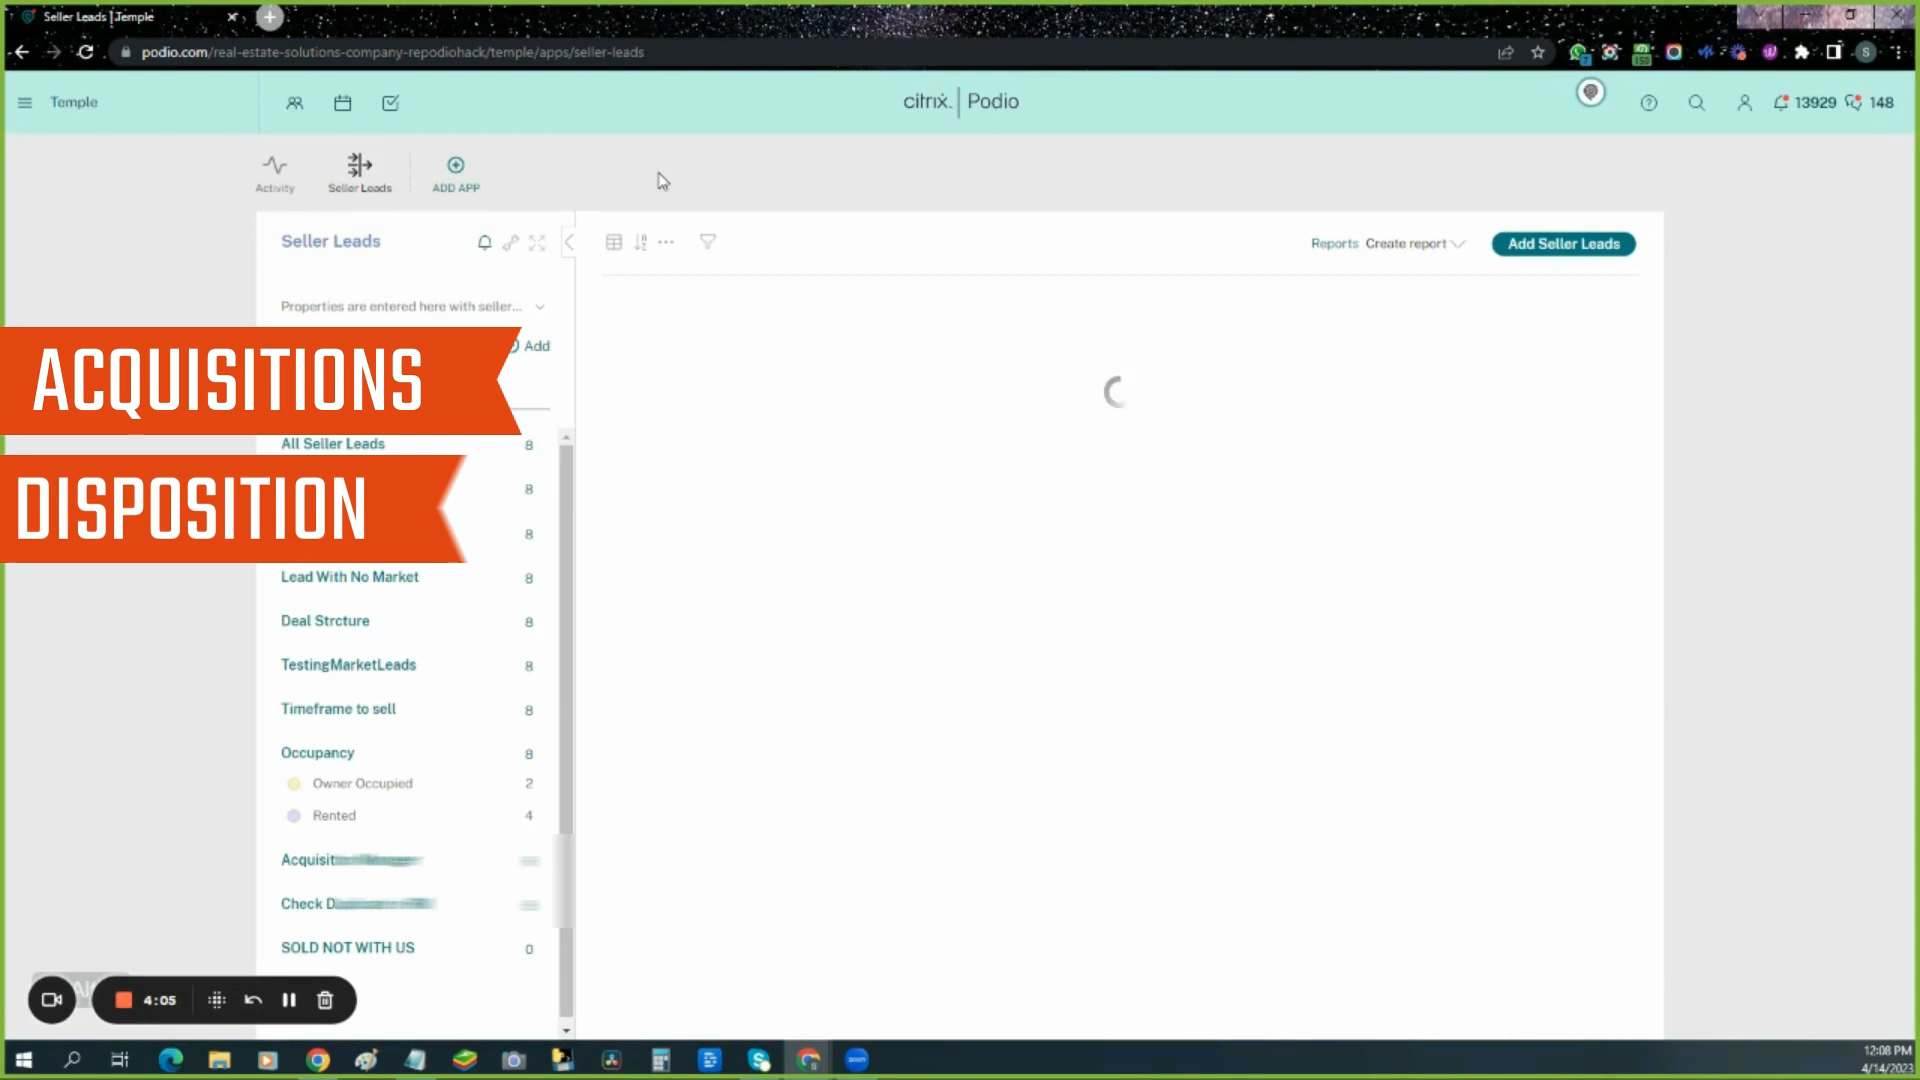 Seller Leads | Temple
podio.com/real-estate-solutions-company-repodiohack/temple/apps/seller-leads
150
S
Temple
citrix. | Podio
13929
148
Activity
Seller Leads
ADD APP
Seller Leads
Reports Create report
Add Seller Leads
Properties are entered here with seller...
Add
ACQUISITIONS
All Seller Leads 8
DISPOSITION
8
8
Lead With No Market 8
Deal Strcture 8
TestingMarketLeads 8
Timeframe to sell 8
Occupancy 8
Owner Occupied 2
Rented 4
Acquisit
Check D
SOLD NOT WITH US 0
4:05
zoom
12:08 PM
4/14/2023